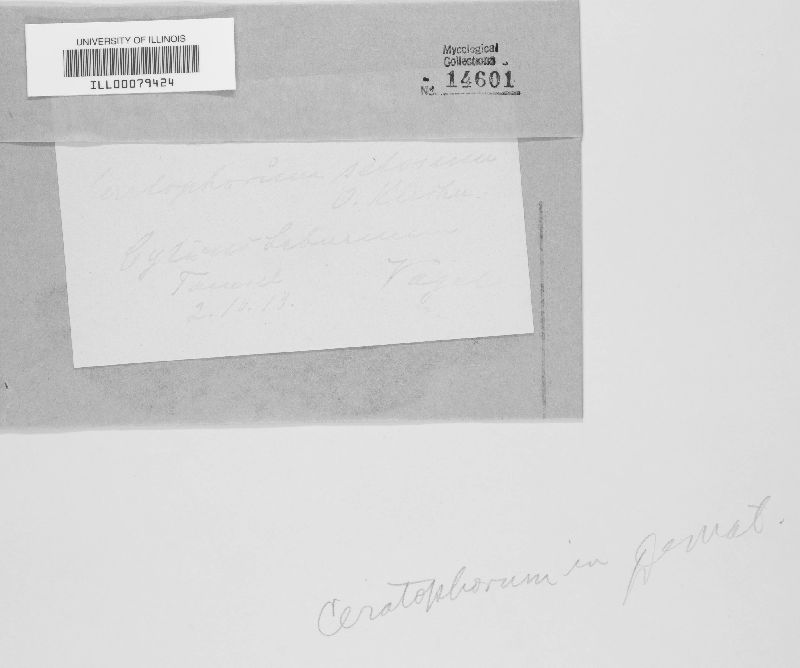 UNIVERSITY OF ILLINOIS
ILL00079424
Mycological
Collections
No. 14601
Ceratophorum setosum
O. Kirchn.
Cytisus Laburnum
Tamsel Vogel
2.10.13.
Ceratophorum in Demat.